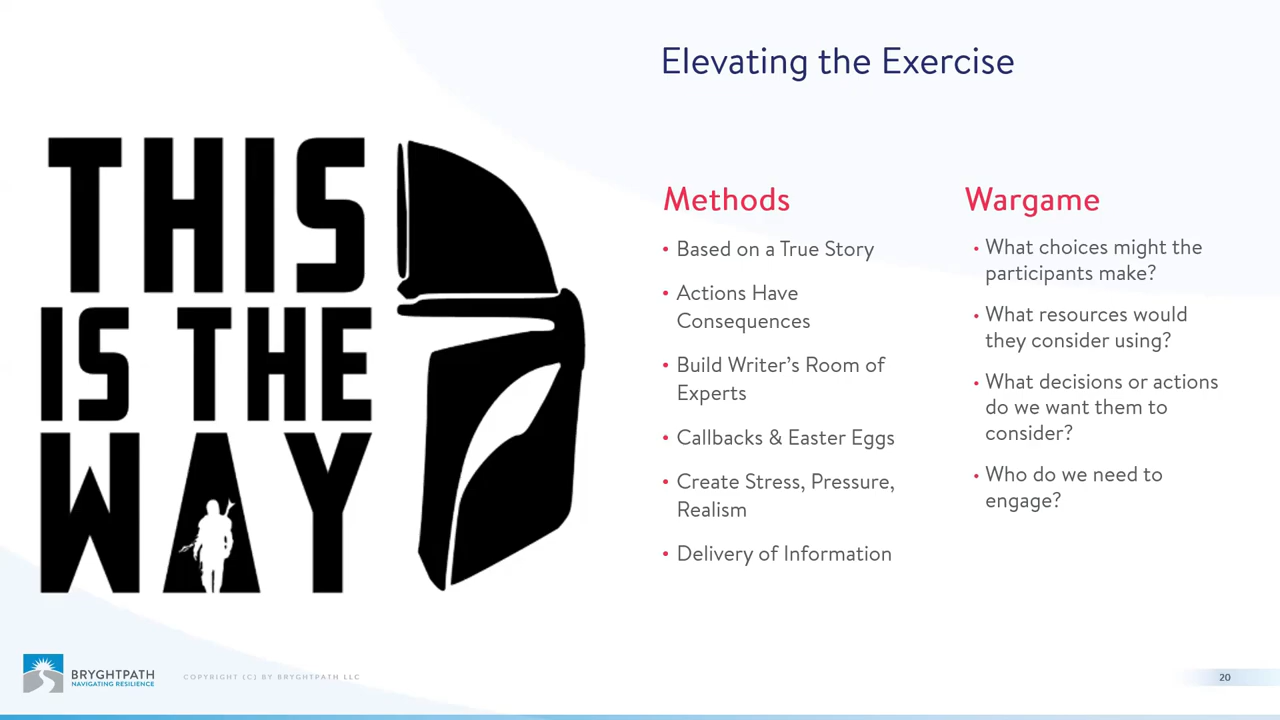 Elevating the Exercise
THIS
IS THE
WAY
Methods
• Based on a True Story
• Actions Have
Consequences
• Build Writer’s Room of
Experts
• Callbacks & Easter Eggs
• Create Stress, Pressure,
Realism
• Delivery of Information
Wargame
• What choices might the
participants make?
• What resources would
they consider using?
• What decisions or actions
do we want them to
consider?
• Who do we need to
engage?
BRYGHTPATH
NAVIGATING RESILIENCE
COPYRIGHT (C) BY BRYGHTPATH LLC
20